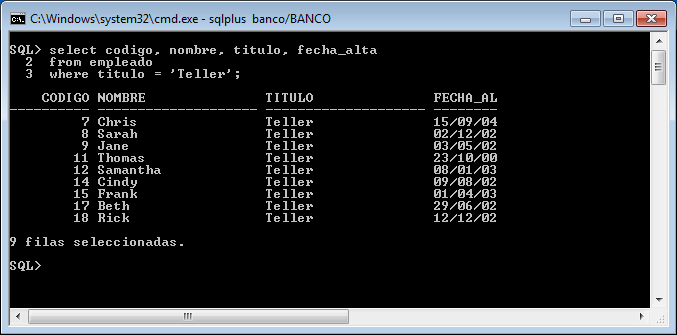 C:\Windows\system32\cmd.exe - sqlplus banco/BANCO
SQL> select codigo, nombre, titulo, fecha_alta
2 from empleado
3 where titulo = 'Teller';
CODIGO NOMBRE TITULO FECHA_AL
---------- -------------------- -------------------- --------
7 Chris Teller 15/09/04
8 Sarah Teller 02/12/02
9 Jane Teller 03/05/02
11 Thomas Teller 23/10/00
12 Samantha Teller 08/01/03
14 Cindy Teller 09/08/02
15 Frank Teller 01/04/03
17 Beth Teller 29/06/02
18 Rick Teller 12/12/02
9 filas seleccionadas.
SQL>